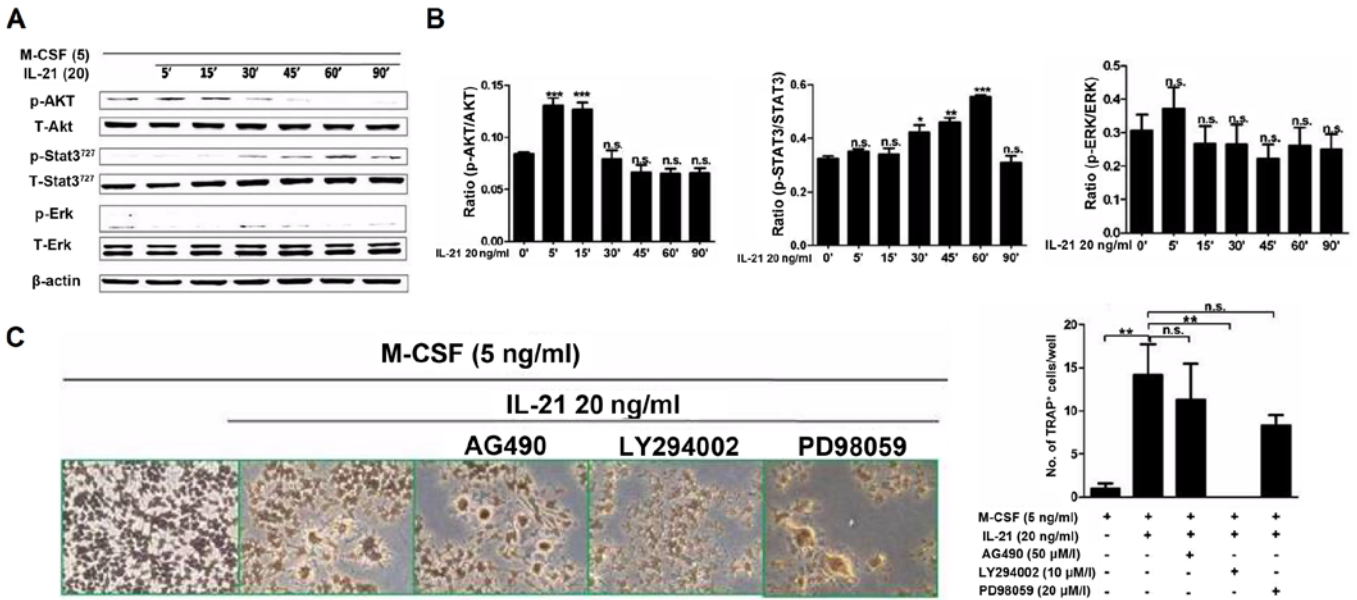 A
M-CSF (5)
IL-21 (20) 5' 15' 30' 45' 60' 90'
p-AKT
T-Akt
p-Stat3⁷²⁷
T-Stat3⁷²⁷
p-Erk
T-Erk
β-actin
B
Ratio (p-AKT/AKT)
0.15
0.10
0.05
0.00
*** *** n.s. n.s. n.s. n.s.
IL-21 20 ng/ml 0' 5' 15' 30' 45' 60' 90'
Ratio (p-STAT3/STAT3)
0.6
0.4
0.2
0.0
n.s. n.s. * ** *** n.s.
IL-21 20 ng/ml 0' 5' 15' 30' 45' 60' 90'
Ratio (p-ERK/ERK)
0.5
0.4
0.3
0.2
0.1
0.0
n.s. n.s. n.s. n.s. n.s. n.s.
IL-21 20 ng/ml 0' 5' 15' 30' 45' 60' 90'
C
M-CSF (5 ng/ml)
IL-21 20 ng/ml
AG490 LY294002 PD98059
No. of TRAP⁺ cells/well
20
15
10
5
0
n.s.
**
** n.s.
M-CSF (5 ng/ml) + + + + +
IL-21 (20 ng/ml) - + + + +
AG490 (50 μM/l) - - + - -
LY294002 (10 μM/l) - - - + -
PD98059 (20 μM/l) - - - - +